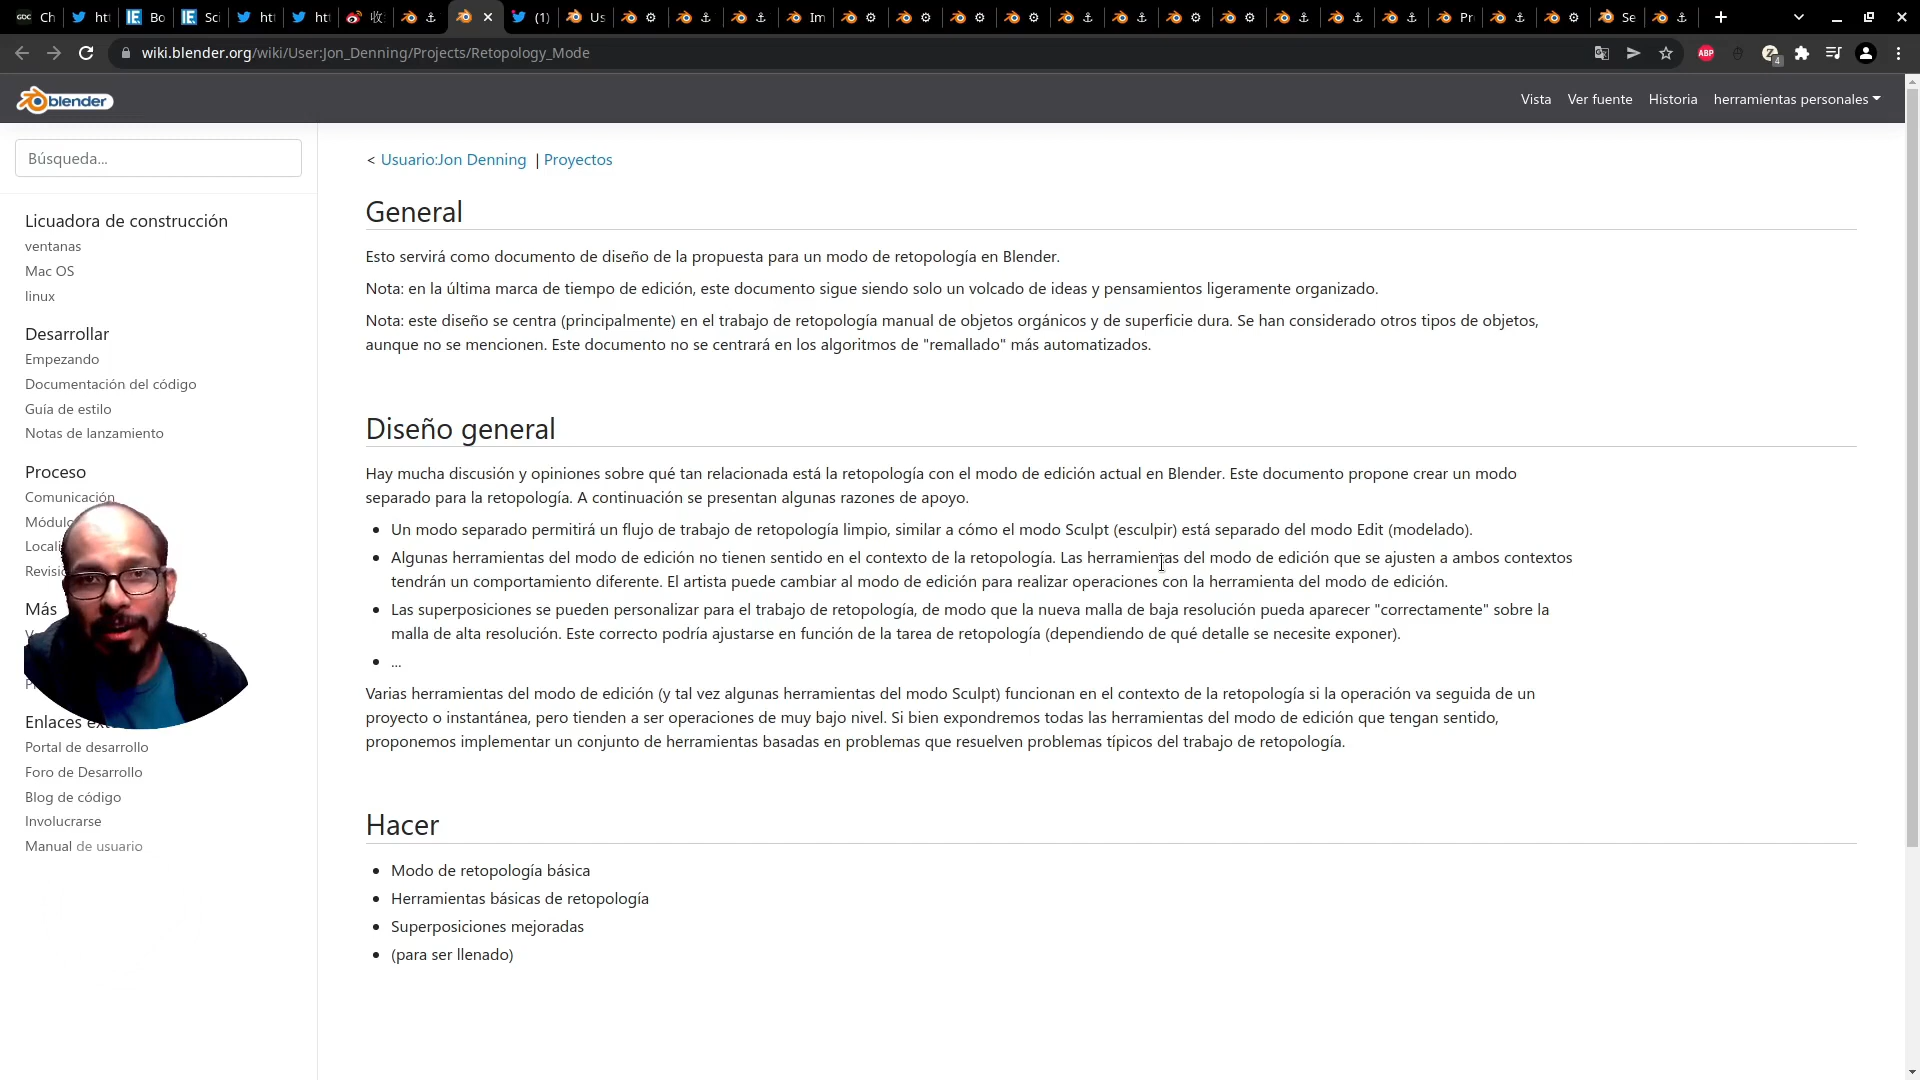 GDC Ch
htt
IE Bo
IE Sci
htt
htt
收
(1)
Us
Im
Pr
Se
wiki.blender.org/wiki/User:Jon_Denning/Projects/Retopology_Mode
ABP
4
blender
Vista Ver fuente Historia herramientas personales
Búsqueda...
Licuadora de construcción
ventanas
Mac OS
linux
Desarrollar
Empezando
Documentación del código
Guía de estilo
Notas de lanzamiento
Proceso
Comunicación
Más
Enlaces
Portal de desarrollo
Foro de Desarrollo
Blog de código
Involucrarse
Manual de usuario
< Usuario:Jon Denning | Proyectos
General
Esto servirá como documento de diseño de la propuesta para un modo de retopología en Blender.
Nota: en la última marca de tiempo de edición, este documento sigue siendo solo un volcado de ideas y pensamientos ligeramente organizado.
Nota: este diseño se centra (principalmente) en el trabajo de retopología manual de objetos orgánicos y de superficie dura. Se han considerado otros tipos de objetos,
aunque no se mencionen. Este documento no se centrará en los algoritmos de "remallado" más automatizados.
Diseño general
Hay mucha discusión y opiniones sobre qué tan relacionada está la retopología con el modo de edición actual en Blender. Este documento propone crear un modo
separado para la retopología. A continuación se presentan algunas razones de apoyo.
Un modo separado permitirá un flujo de trabajo de retopología limpio, similar a cómo el modo Sculpt (esculpir) está separado del modo Edit (modelado).
Algunas herramientas del modo de edición no tienen sentido en el contexto de la retopología. Las herramientas del modo de edición que se ajusten a ambos contextos
tendrán un comportamiento diferente. El artista puede cambiar al modo de edición para realizar operaciones con la herramienta del modo de edición.
Las superposiciones se pueden personalizar para el trabajo de retopología, de modo que la nueva malla de baja resolución pueda aparecer "correctamente" sobre la
malla de alta resolución. Este correcto podría ajustarse en función de la tarea de retopología (dependiendo de qué detalle se necesite exponer).
...
Varias herramientas del modo de edición (y tal vez algunas herramientas del modo Sculpt) funcionan en el contexto de la retopología si la operación va seguida de un
proyecto o instantánea, pero tienden a ser operaciones de muy bajo nivel. Si bien expondremos todas las herramientas del modo de edición que tengan sentido,
proponemos implementar un conjunto de herramientas basadas en problemas que resuelven problemas típicos del trabajo de retopología.
Hacer
Modo de retopología básica
Herramientas básicas de retopología
Superposiciones mejoradas
(para ser llenado)